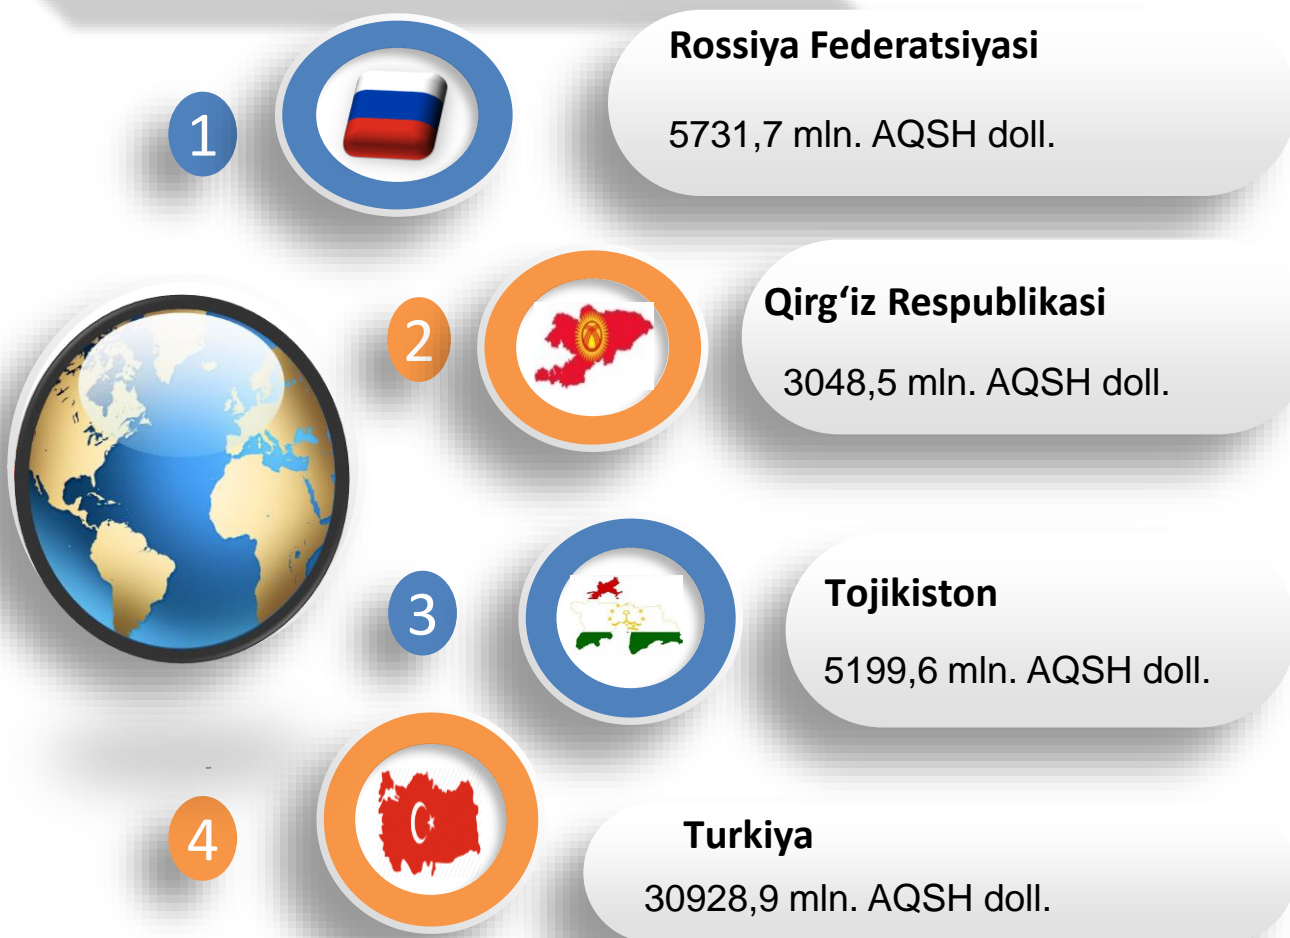 1
Rossiya Federatsiyasi
5731,7 mln. AQSH doll.
2
Qirg‘iz Respublikasi
3048,5 mln. AQSH doll.
3
Tojikiston
5199,6 mln. AQSH doll.
-
4
Turkiya
30928,9 mln. AQSH doll.